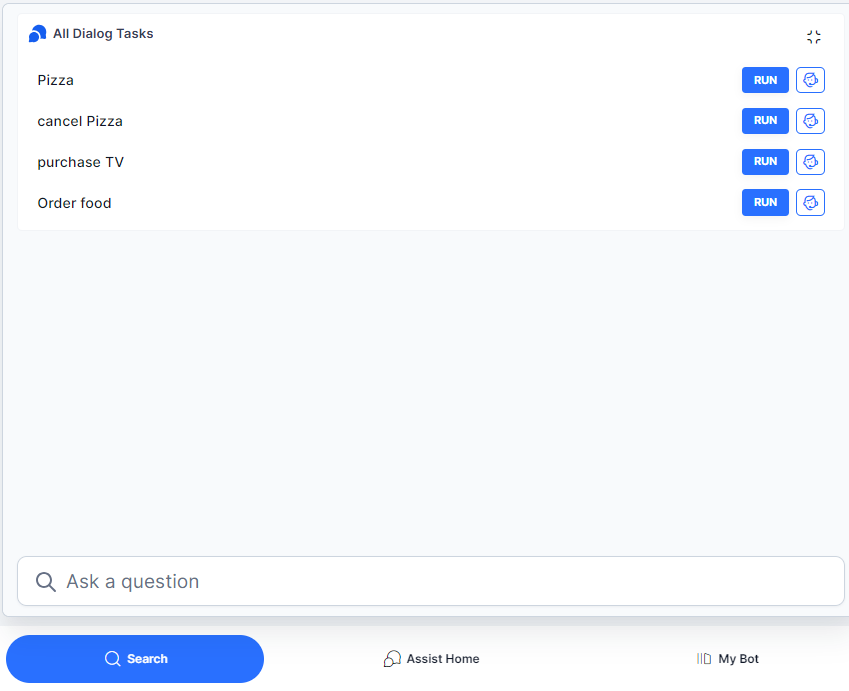 All Dialog Tasks
Pizza RUN
cancel Pizza RUN
purchase TV RUN
Order food RUN
Ask a question
Search Assist Home My Bot